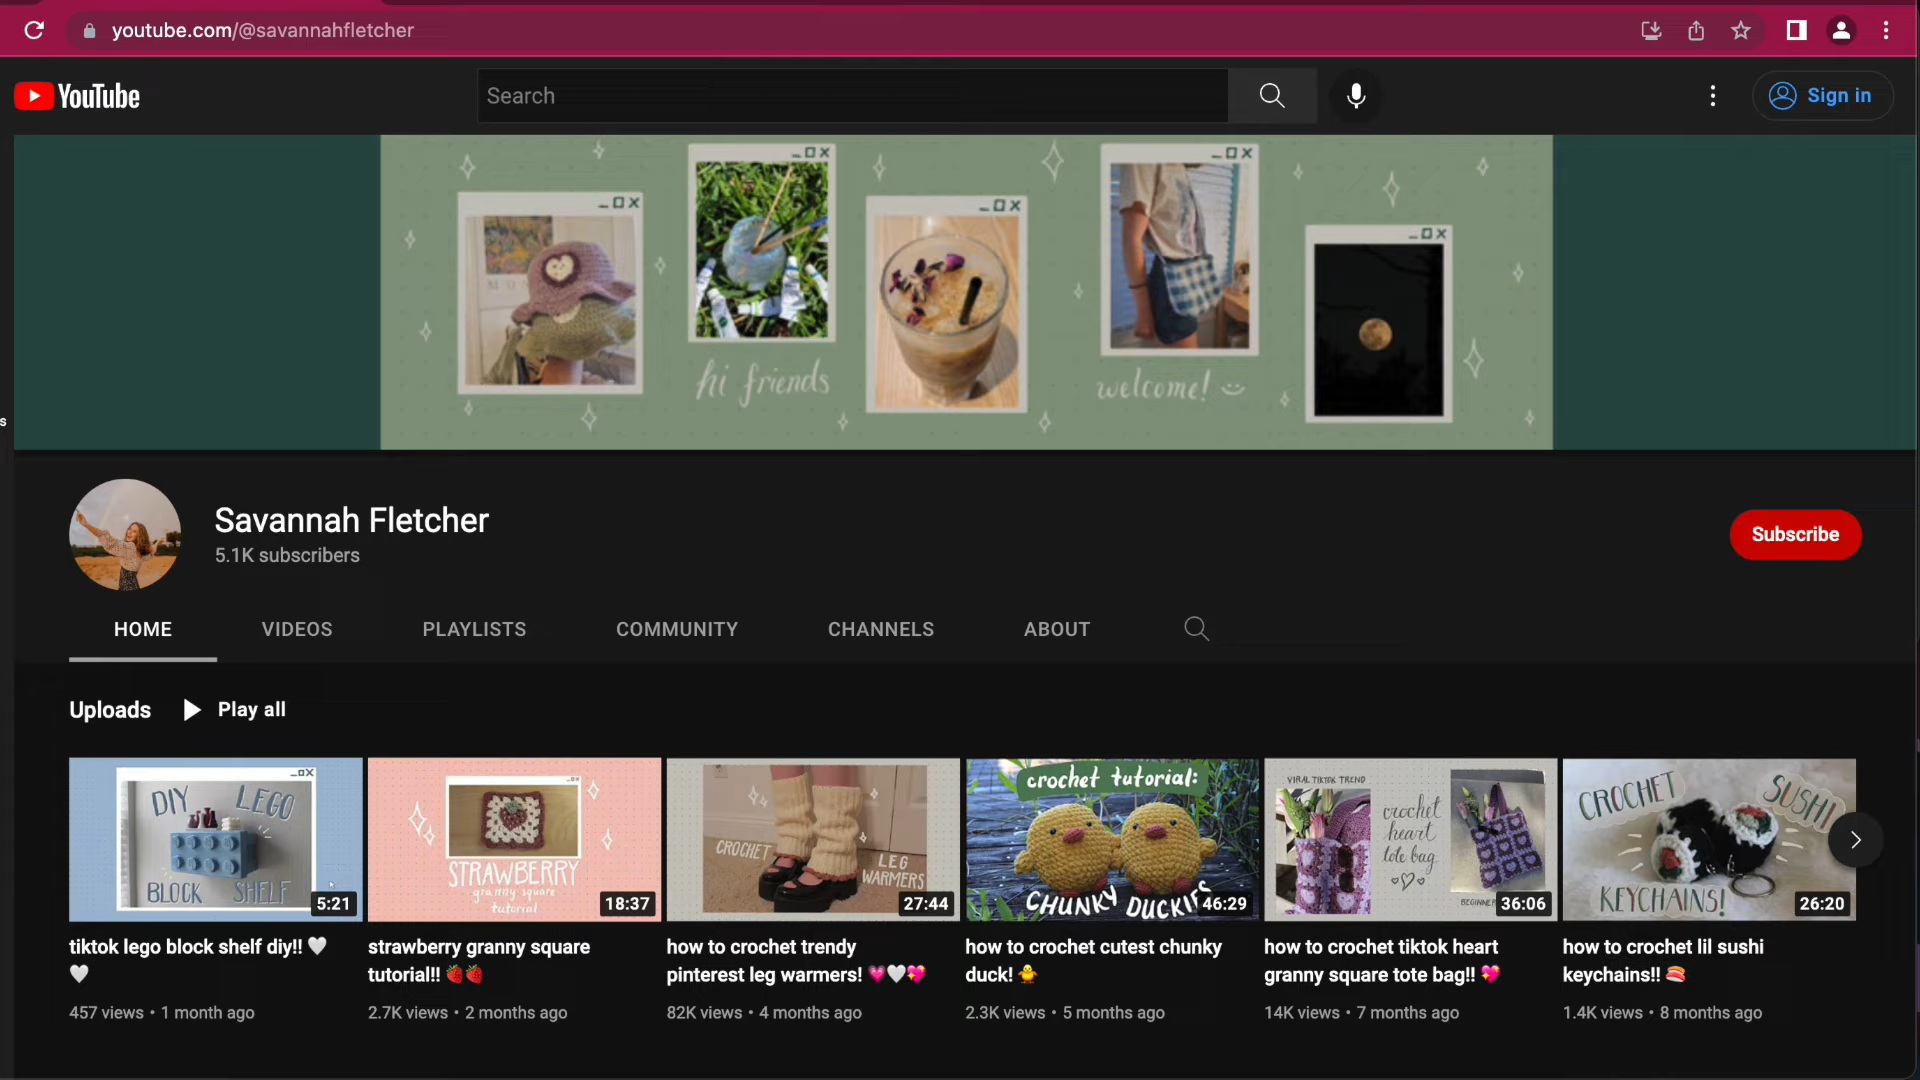 youtube.com/@savannahfletcher
YouTube
Search
Sign in
hi friends
welcome!
s
Savannah Fletcher
5.1K subscribers
Subscribe
HOME
VIDEOS
PLAYLISTS
COMMUNITY
CHANNELS
ABOUT
Uploads
Play all
DIY LEGO
BLOCK SHELF
5:21
STRAWBERRY
granny square
tutorial
18:37
CROCHET
LEG
WARMERS
27:44
crochet tutorial:
CHUNKY DUCKIES
46:29
VIRAL TIKTOK TREND
crochet
heart
tote bag
BEGINNER
36:06
CROCHET SUSHI
KEYCHAINS!
26:20
tiktok lego block shelf diy!! 🤍
🤍
457 views • 1 month ago
strawberry granny square
tutorial!! 🍓🍓
2.7K views • 2 months ago
how to crochet trendy
pinterest leg warmers! 💗🤍💖
82K views • 4 months ago
how to crochet cutest chunky
duck! 🐥
2.3K views • 5 months ago
how to crochet tiktok heart
granny square tote bag!! 💖
14K views • 7 months ago
how to crochet lil sushi
keychains!! 🍣
1.4K views • 8 months ago